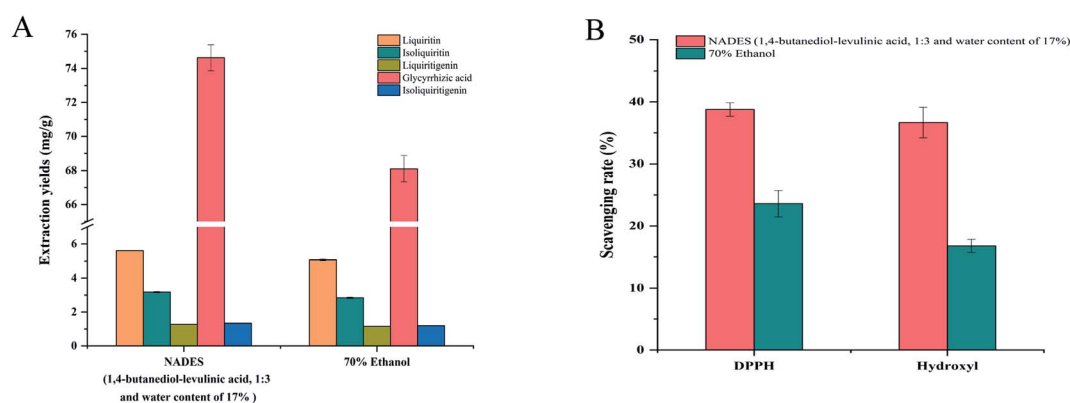 A
Extraction yields (mg/g)
76
74
72
70
68
66
6
4
2
0
Liquiritin
Isoliquiritin
Liquiritigenin
Glycyrrhizic acid
Isoliquiritigenin
NADES
(1,4-butanediol-levulinic acid, 1:3
and water content of 17% )
70% Ethanol
B
Scavenging rate (%)
50
40
30
20
10
0
NADES (1,4-butanediol-levulinic acid, 1:3 and water content of 17%)
70% Ethanol
DPPH
Hydroxyl